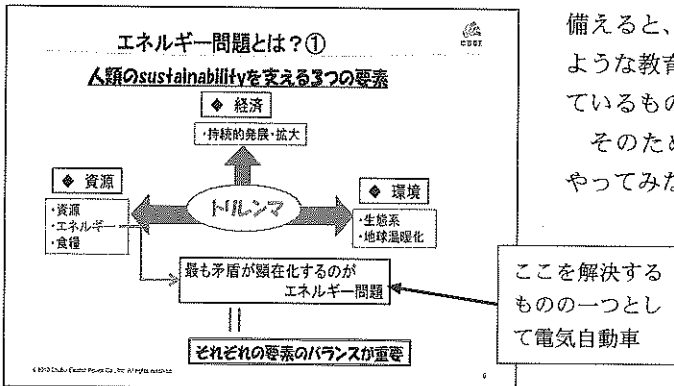 エネルギー問題とは？①
人類のsustainabilityを支える3つの要素
◆ 経済
・持続的発展・拡大
◆ 資源
・資源
・エネルギー
・食糧
トリレンマ
◆ 環境
・生態系
・地球温暖化
最も矛盾が顕在化するのが
エネルギー問題
それぞれの要素のバランスが重要
6
備えると、
ような教育
ているもの
そのため
やってみた
ここを解決する
ものの一つとし
て電気自動車